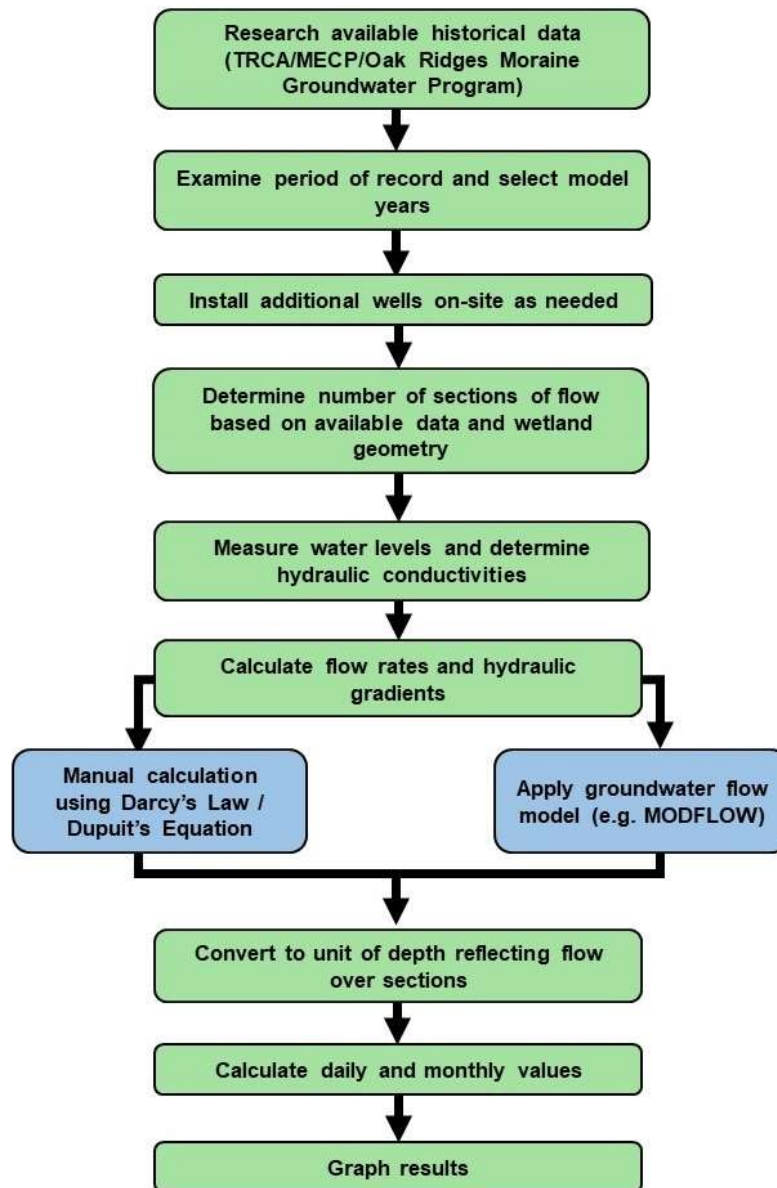 Research available historical data
(TRCA/MECP/Oak Ridges Moraine
Groundwater Program)
Examine period of record and select model
years
Install additional wells on-site as needed
Determine number of sections of flow
based on available data and wetland
geometry
Measure water levels and determine
hydraulic conductivities
Calculate flow rates and hydraulic
gradients
Manual calculation
using Darcy's Law /
Dupuit's Equation
Apply groundwater flow
model (e.g. MODFLOW)
Convert to unit of depth reflecting flow
over sections
Calculate daily and monthly values
Graph results